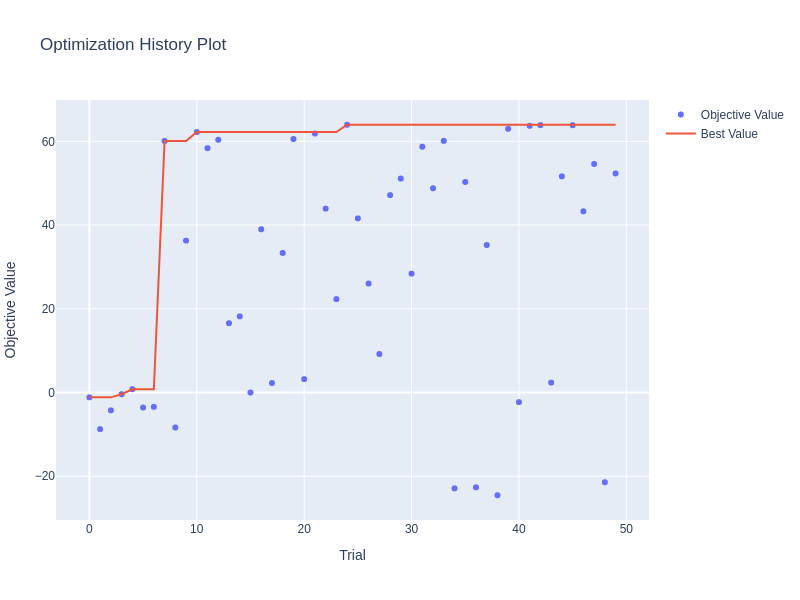 Optimization History Plot
Objective Value
Best Value
60
40
20
0
−20
0 10 20 30 40 50
Trial
Objective Value